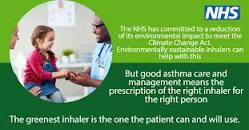 NHS
The NHS has committed to a reduction
of its environmental impact to meet the
Climate Change Act.
Environmentally sustainable inhalers can
help with this
But good asthma care and
management means the
prescription of the right inhaler for
the right person
The greenest inhaler is the one the patient can and will use.